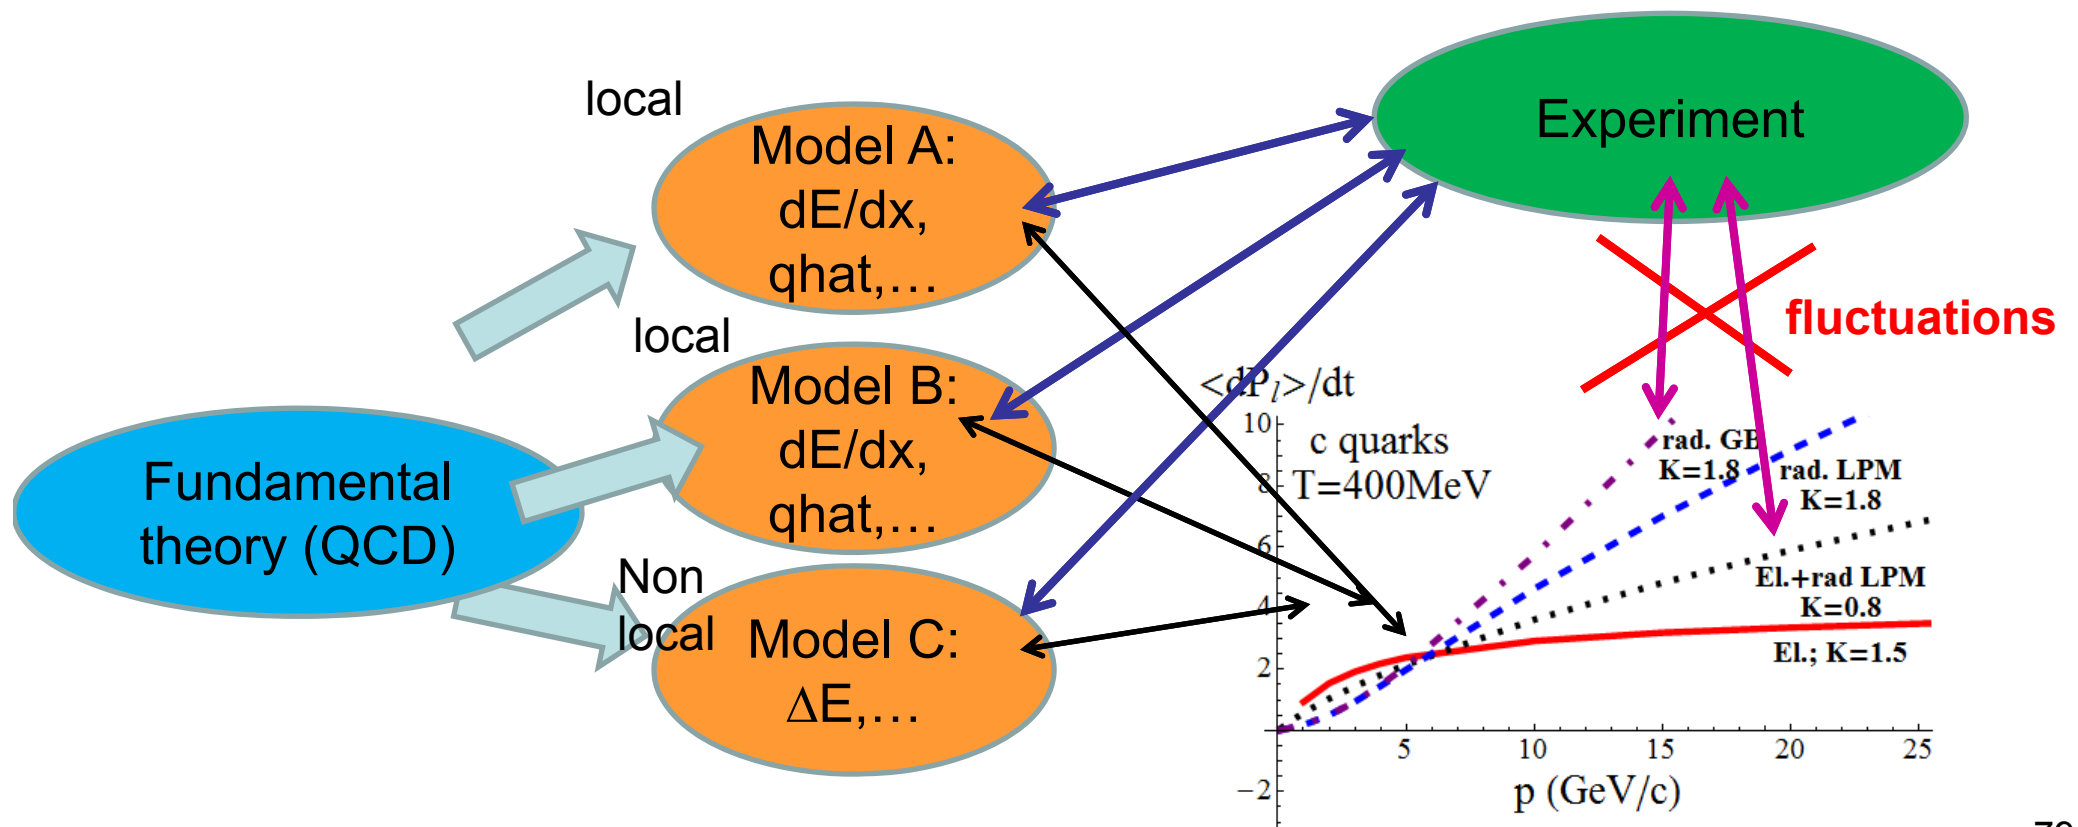 local
Model A:
dE/dx,
qhat,…
Experiment
local
Model B:
dE/dx,
qhat,…
fluctuations
Fundamental
theory (QCD)
Non
local
Model C:
ΔE,…
<dPl>/dt
c quarks
T=400MeV
rad. GB
K=1.8
rad. LPM
K=1.8
El.+rad LPM
K=0.8
El.; K=1.5
10
8
6
4
2
−2
5 10 15 20 25
p (GeV/c)